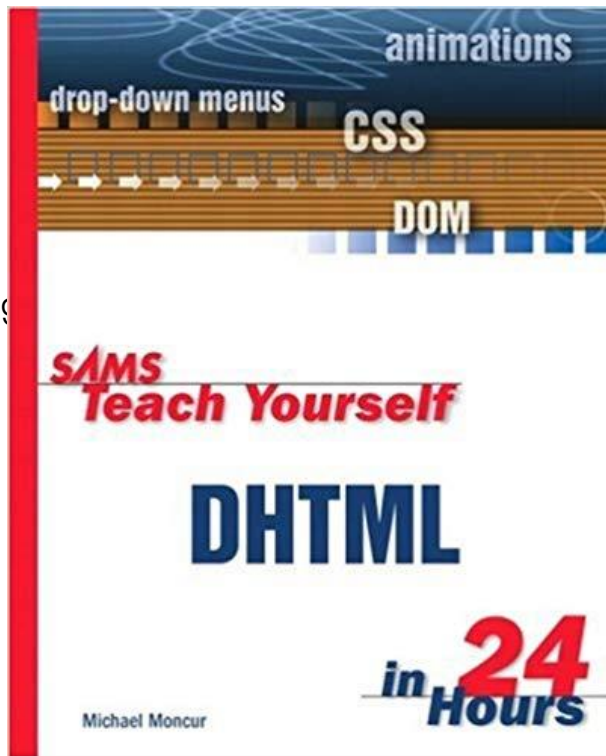 animations
drop-down menus
CSS
DOM
SAMS
Teach Yourself
DHTML
in 24
Hours
Michael Moncur